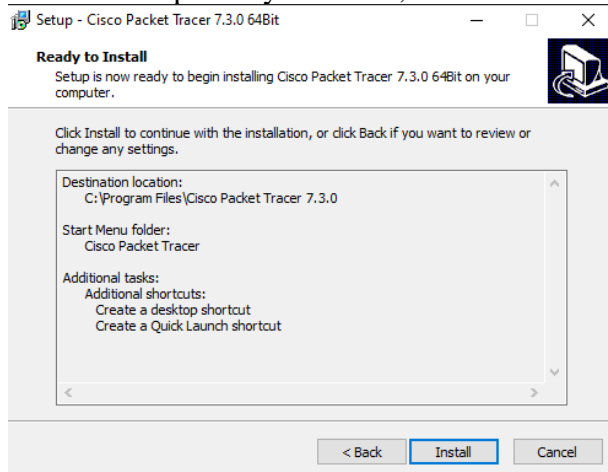 Setup - Cisco Packet Tracer 7.3.0 64Bit
Ready to Install
Setup is now ready to begin installing Cisco Packet Tracer 7.3.0 64Bit on your
computer.
Click Install to continue with the installation, or click Back if you want to review or
change any settings.
Destination location:
C:\Program Files\Cisco Packet Tracer 7.3.0
Start Menu folder:
Cisco Packet Tracer
Additional tasks:
Additional shortcuts:
Create a desktop shortcut
Create a Quick Launch shortcut
< Back Install Cancel